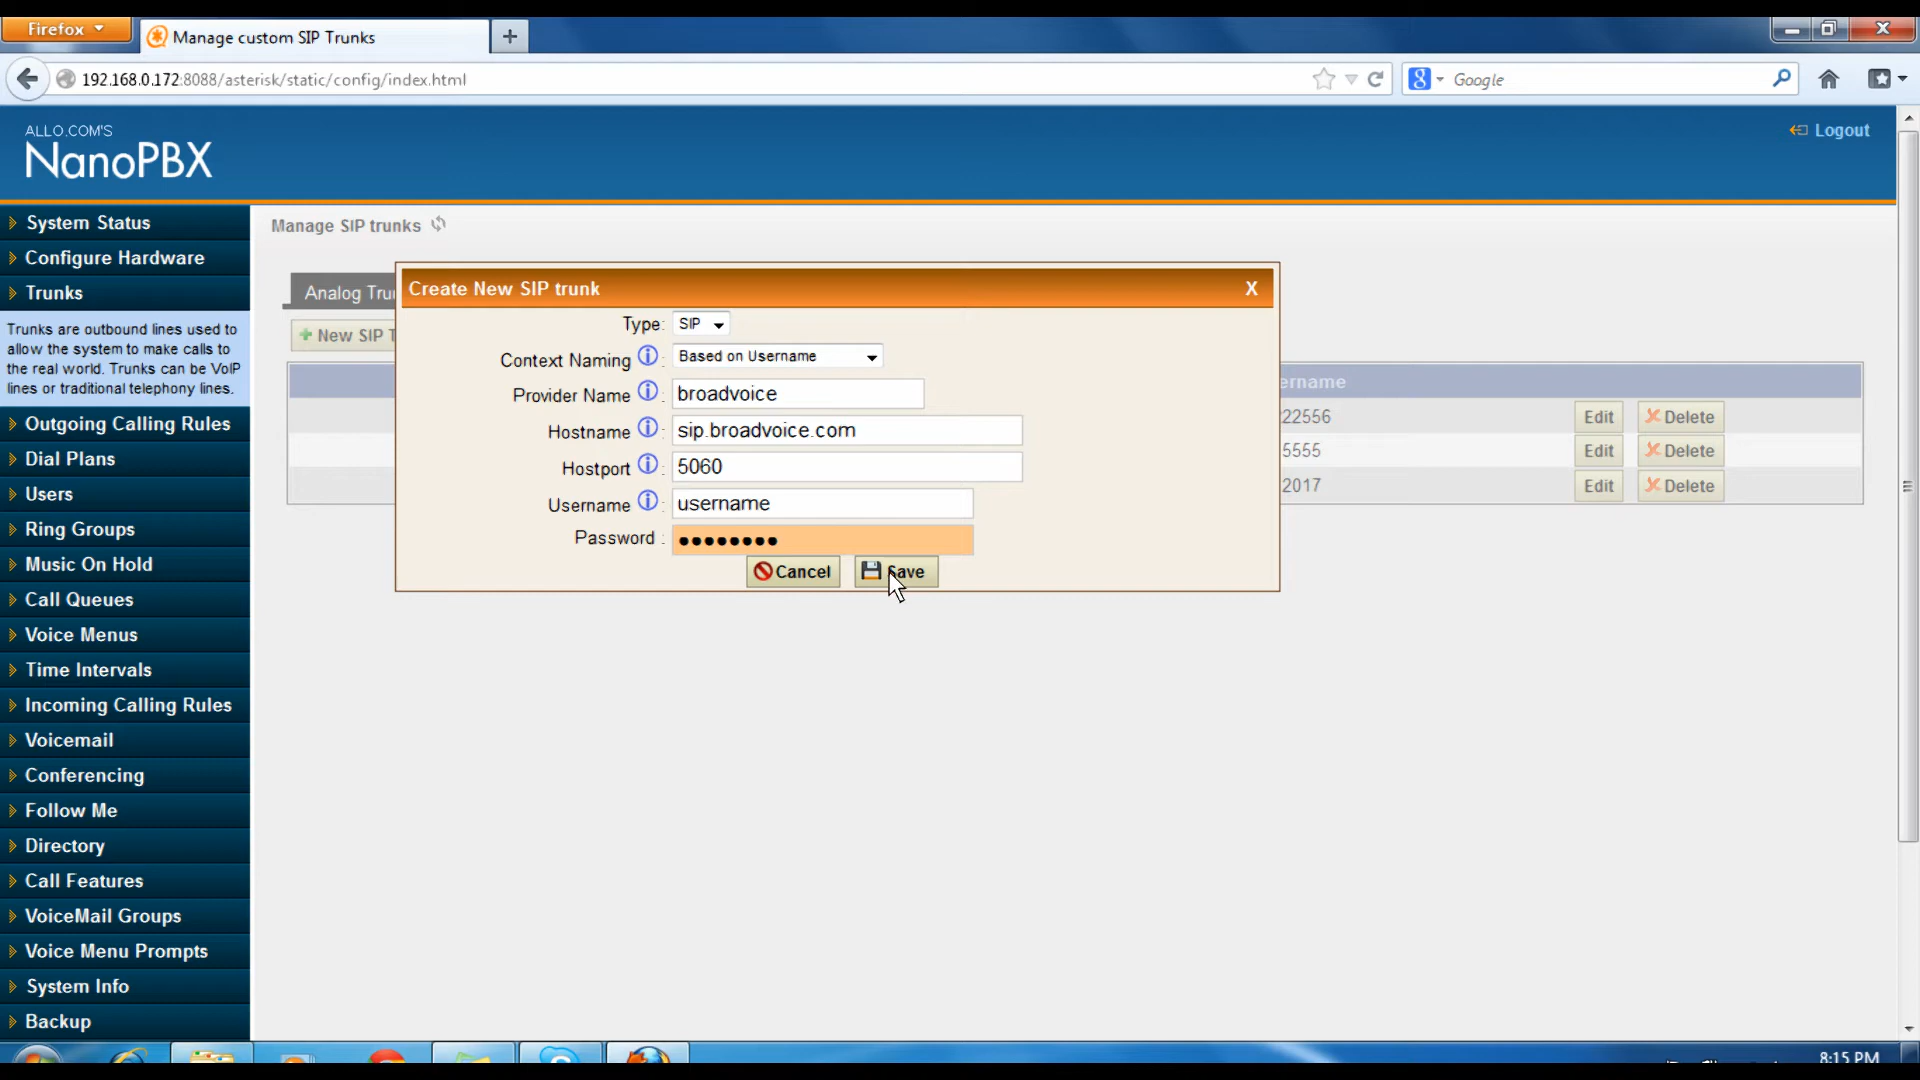 Firefox
Manage custom SIP Trunks
192.168.0.172:8088/asterisk/static/config/index.html
Google
ALLO.COM'S
NanoPBX
Logout
System Status
Configure Hardware
Trunks
Trunks are outbound lines used to
allow the system to make calls to
the real world. Trunks can be VoIP
lines or traditional telephony lines.
Outgoing Calling Rules
Dial Plans
Users
Ring Groups
Music On Hold
Call Queues
Voice Menus
Time Intervals
Incoming Calling Rules
Voicemail
Conferencing
Follow Me
Directory
Call Features
VoiceMail Groups
Voice Menu Prompts
System Info
Backup
Manage SIP trunks
Analog Tru
New SIP T
ername
22556 Edit Delete
5555 Edit Delete
2017 Edit Delete
Create New SIP trunk X
Type: SIP
Context Naming : Based on Username
Provider Name : broadvoice
Hostname : sip.broadvoice.com
Hostport : 5060
Username : username
Password : ●●●●●●●●
Cancel Save
8:15 PM